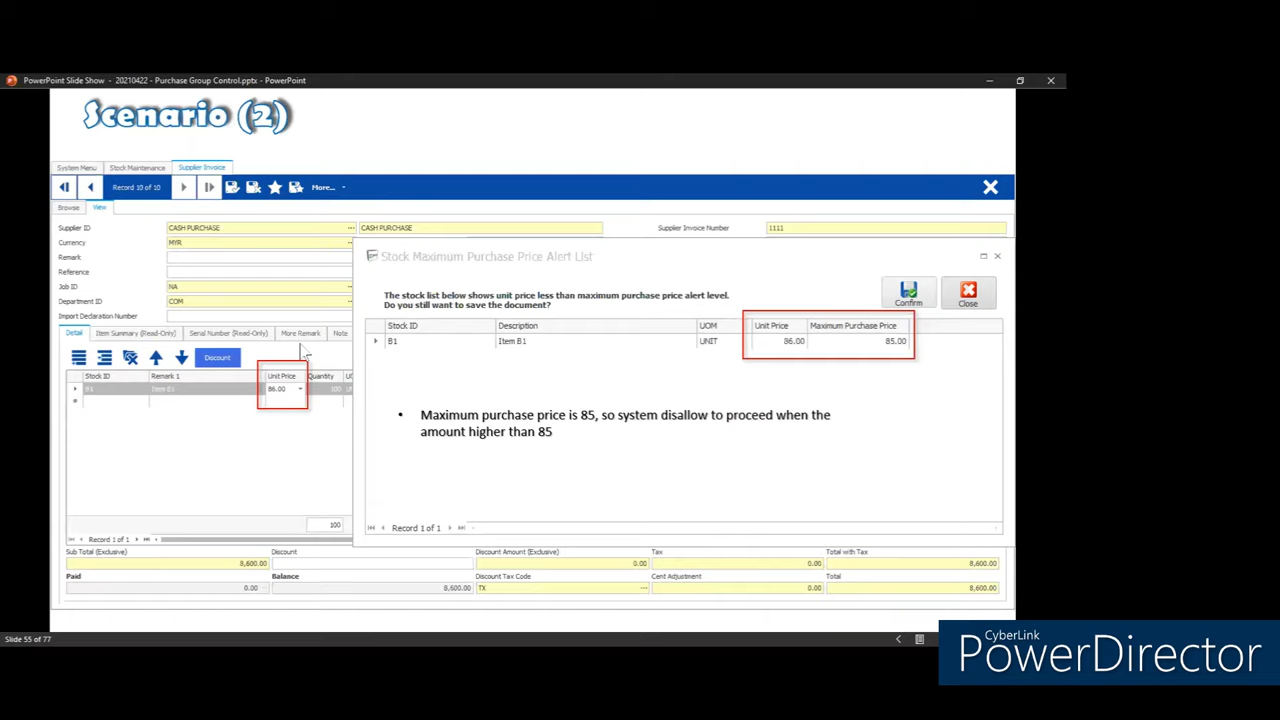 PowerPoint Slide Show - 20210422 - Purchase Group Control.pptx - PowerPoint
Scenario (2)
System Menu Stock Maintenance Supplier Invoice
Record 10 of 10 More...
Browse View
Supplier ID CASH PURCHASE CASH PURCHASE Supplier Invoice Number 1111
Currency MYR
Remark
Reference
Job ID NA
Department ID COM
Import Declaration Number
Stock Maximum Purchase Price Alert List
The stock list below shows unit price less than maximum purchase price alert level.
Do you still want to save the document?
Confirm Close
Stock ID Description UOM Unit Price Maximum Purchase Price
B1 Item B1 UNIT 86.00 85.00
Detail Item Summary (Read-Only) Serial Number (Read-Only) More Remark Note
Discount
Stock ID Remark 1 Unit Price Quantity
B1 Item B1 86.00 100
• Maximum purchase price is 85, so system disallow to proceed when the
amount higher than 85
100
Record 1 of 1
Record 1 of 1
Sub Total (Exclusive) Discount Discount Amount (Exclusive) Tax Total with Tax
8,600.00 0.00 0.00 8,600.00
Paid Balance Discount Tax Code Cent Adjustment Total
0.00 8,600.00 TX 0.00 8,600.00
Slide 55 of 77
CyberLink
PowerDirector